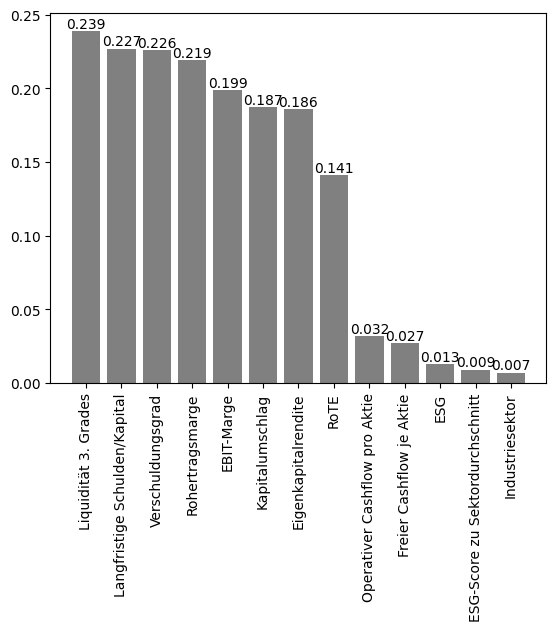 0.25
0.20
0.15
0.10
0.05
0.00
0.239
0.227
0.226
0.219
0.199
0.187
0.186
0.141
0.032
0.027
0.013
0.009
0.007
Liquidität 3. Grades
Langfristige Schulden/Kapital
Verschuldungsgrad
Rohertragsmarge
EBIT-Marge
Kapitalumschlag
Eigenkapitalrendite
RoTE
Operativer Cashflow pro Aktie
Freier Cashflow je Aktie
ESG
ESG-Score zu Sektordurchschnitt
Industriesektor